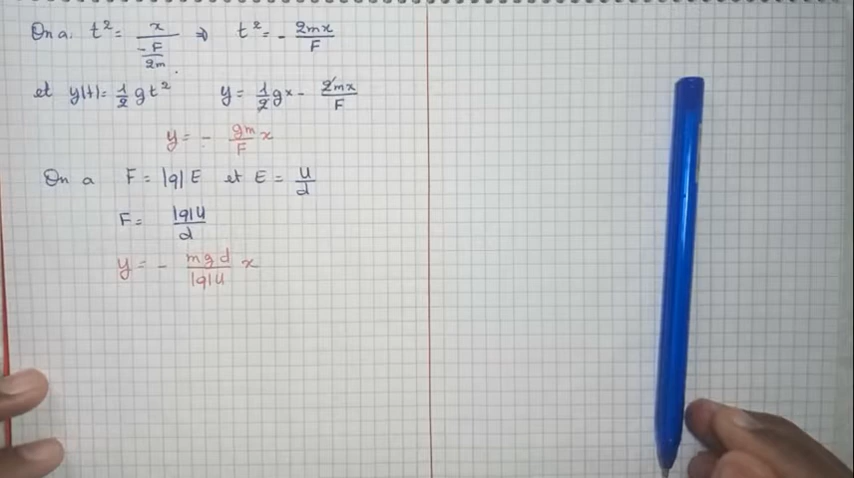 On a. t² = x / (-F / 2m) ⇒ t² = - 2mx / F
et y(t) = 1/2 g t² y = 1/2 g x - 2mx / F
y = - gm / F x
On a F = |q| E et E = U / d
F = |q|U / d
y = - mgd / |q|U x